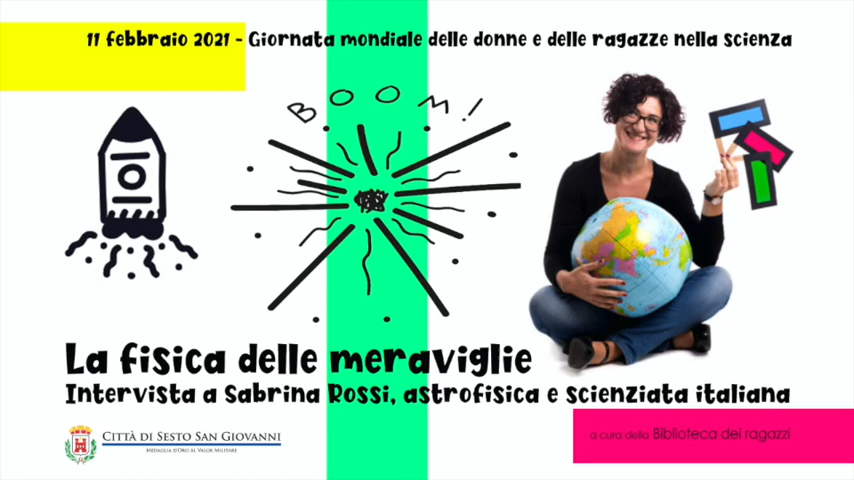 11 febbraio 2021 - Giornata mondiale delle donne e delle ragazze nella scienza
BOOM!
La fisica delle meraviglie
Intervista a Sabrina Rossi, astrofisica e scienziata italiana
CITTÀ DI SESTO SAN GIOVANNI
MEDAGLIA D'ORO AL VALOR MILITARE
a cura della Biblioteca dei ragazzi